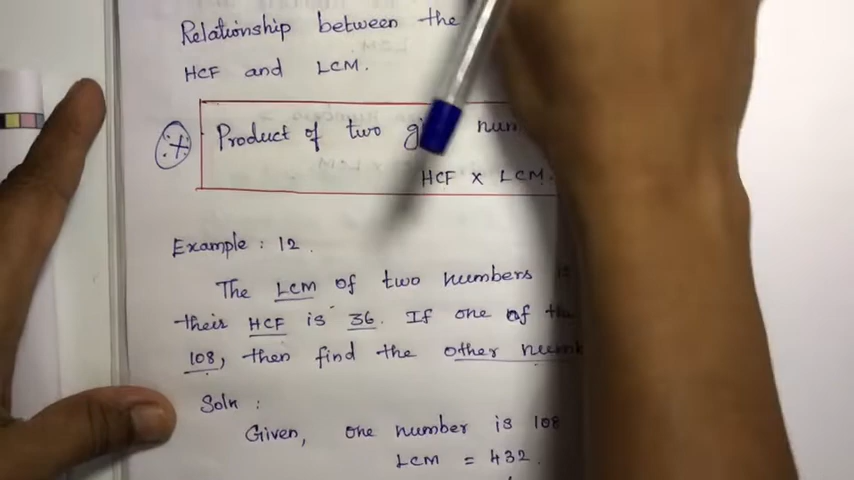 Relationship between the
HCF and LCM.
Product of two
HCF x LCM.
Example : 12.
The LCM of two numbers
their HCF is 36. If one of
108, then find the other
Soln :
Given, one number is 108
LCM = 432.